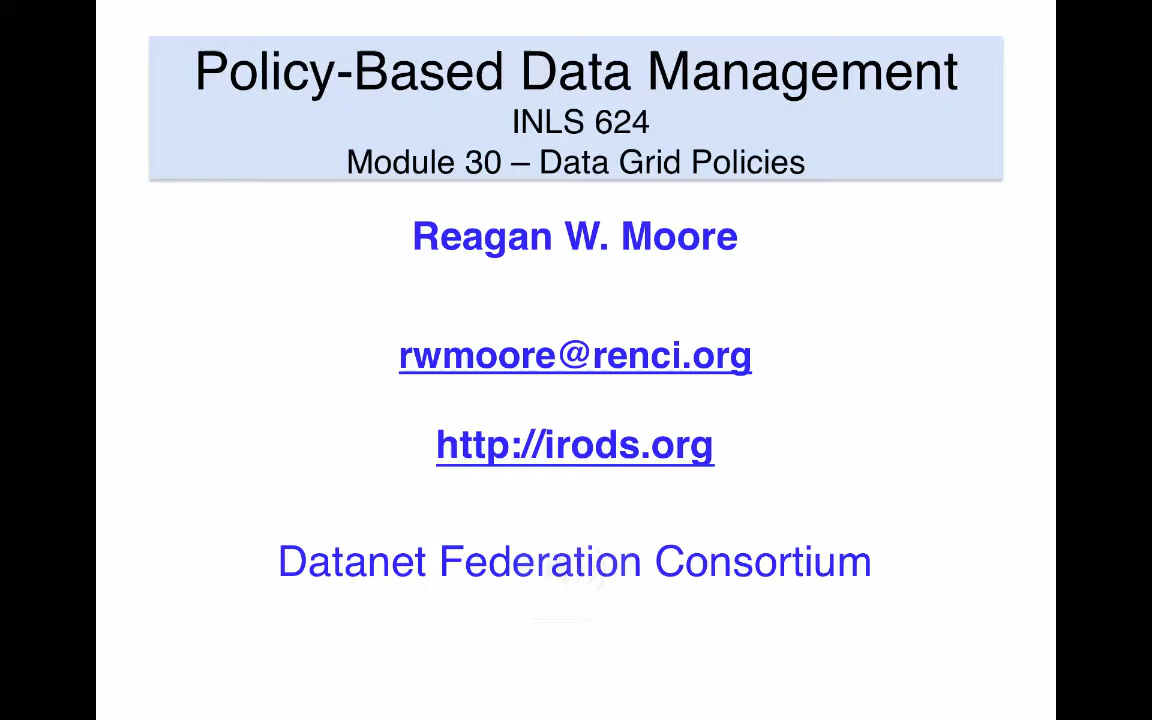 Policy-Based Data Management
INLS 624
Module 30 – Data Grid Policies
Reagan W. Moore
rwmoore@renci.org
http://irods.org
Datanet Federation Consortium